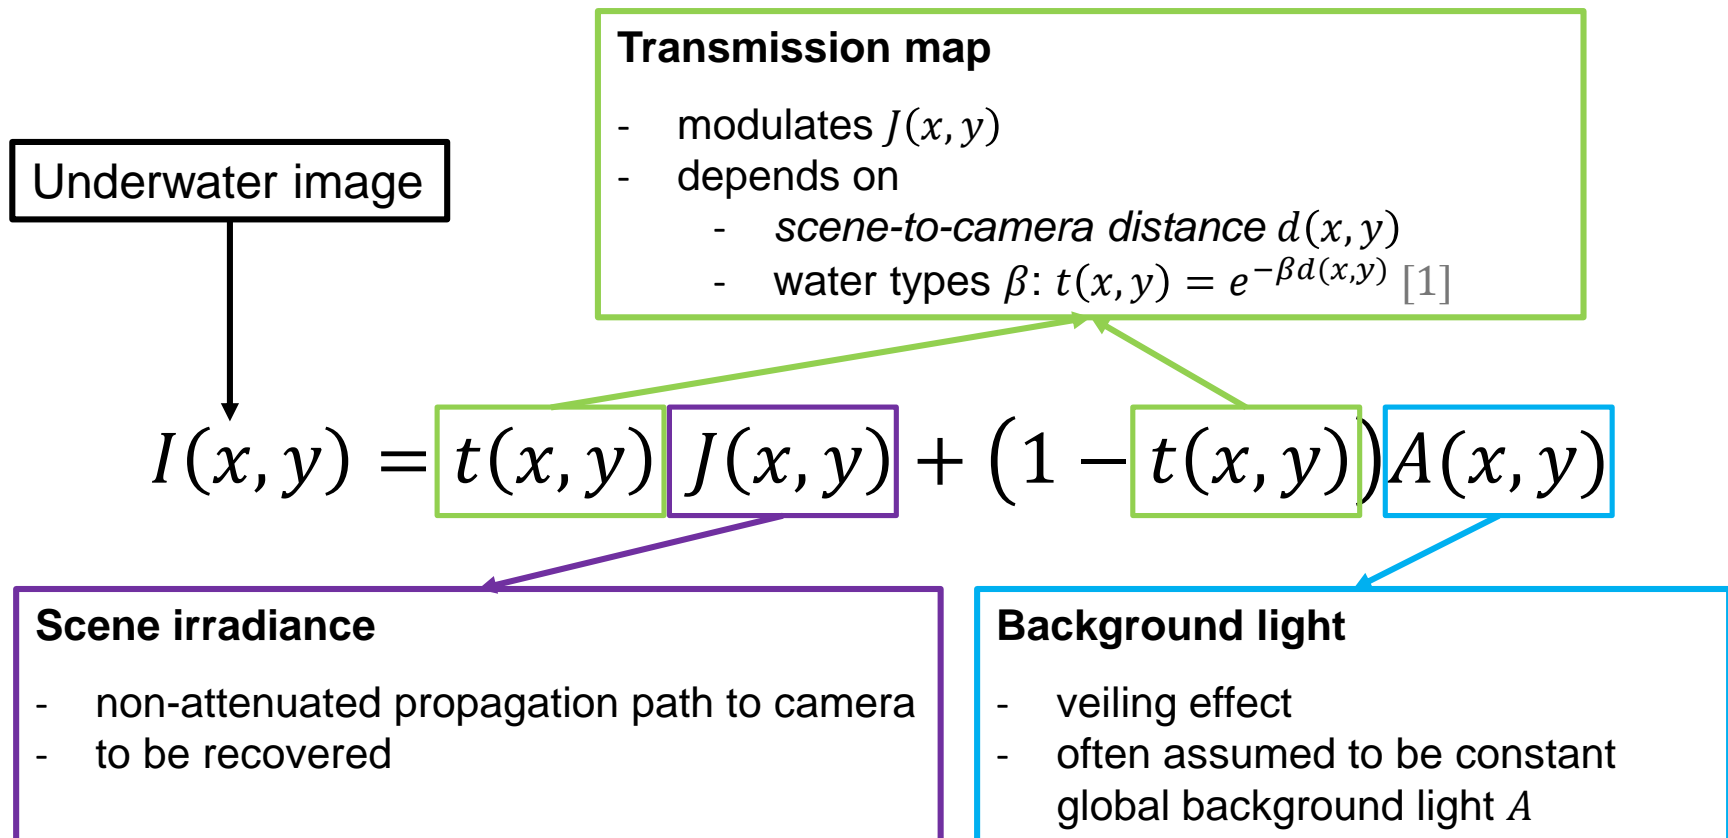 Transmission map
- modulates J(x, y)
- depends on
- scene-to-camera distance d(x, y)
- water types β: t(x, y) = e^{−βd(x,y)} [1]
Underwater image
I(x, y) = t(x, y) J(x, y) + (1 − t(x, y))A(x, y)
Scene irradiance
- non-attenuated propagation path to camera
- to be recovered
Background light
- veiling effect
- often assumed to be constant
global background light A